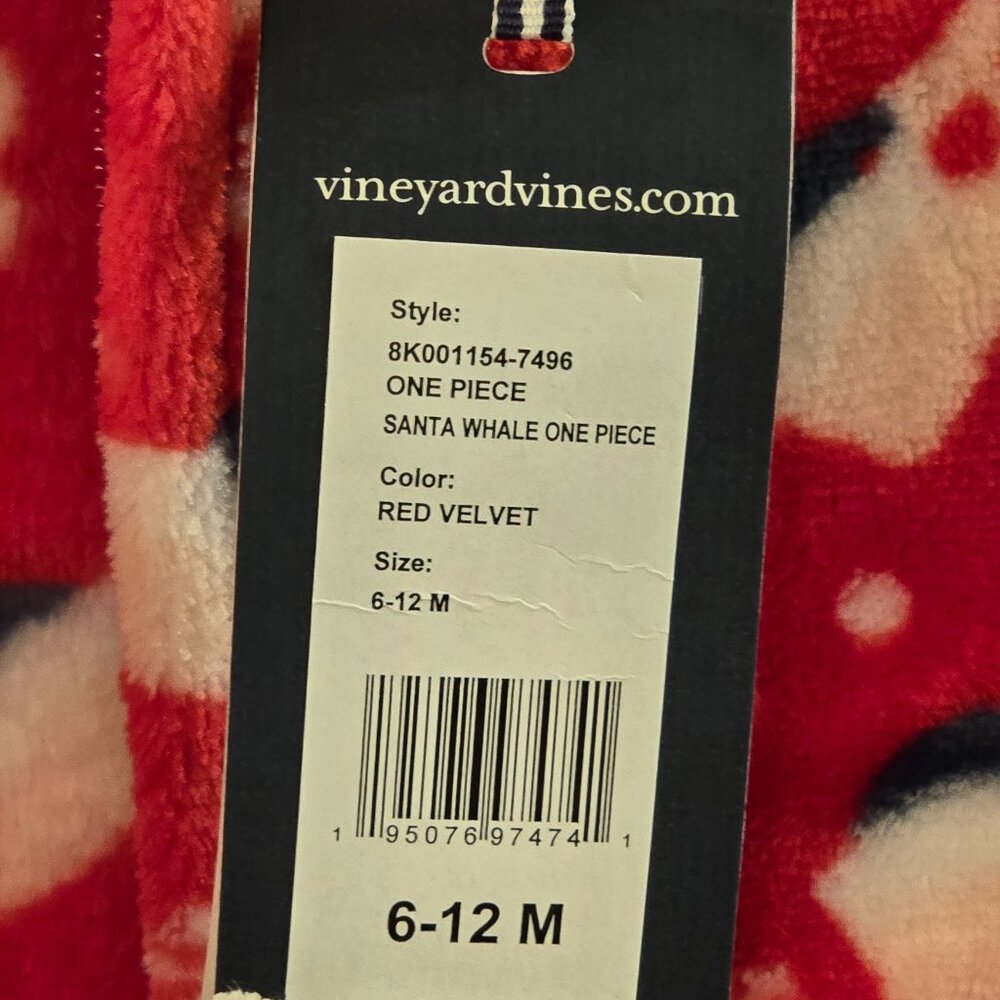 vineyardvines.com
Style:
8K001154-7496
ONE PIECE
SANTA WHALE ONE PIECE
Color:
RED VELVET
Size:
6-12 M
1 95076 97474 1
6-12 M